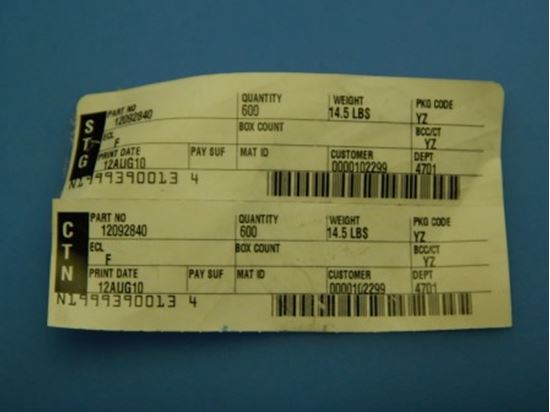 STG
PART NO QUANTITY WEIGHT PKG CODE
12092840 600 14.5 LBS YZ
ECL BOX COUNT BCC/CT
F YZ
PRINT DATE PAY SUF MAT ID CUSTOMER DEPT
12AUG10 0000102299 4701
N1999390013 4
CTN
PART NO QUANTITY WEIGHT PKG CODE
12092840 600 14.5 LBS YZ
ECL BOX COUNT BCC/CT
F YZ
PRINT DATE PAY SUF MAT ID CUSTOMER DEPT
12AUG10 0000102299 4701
N1999390013 4